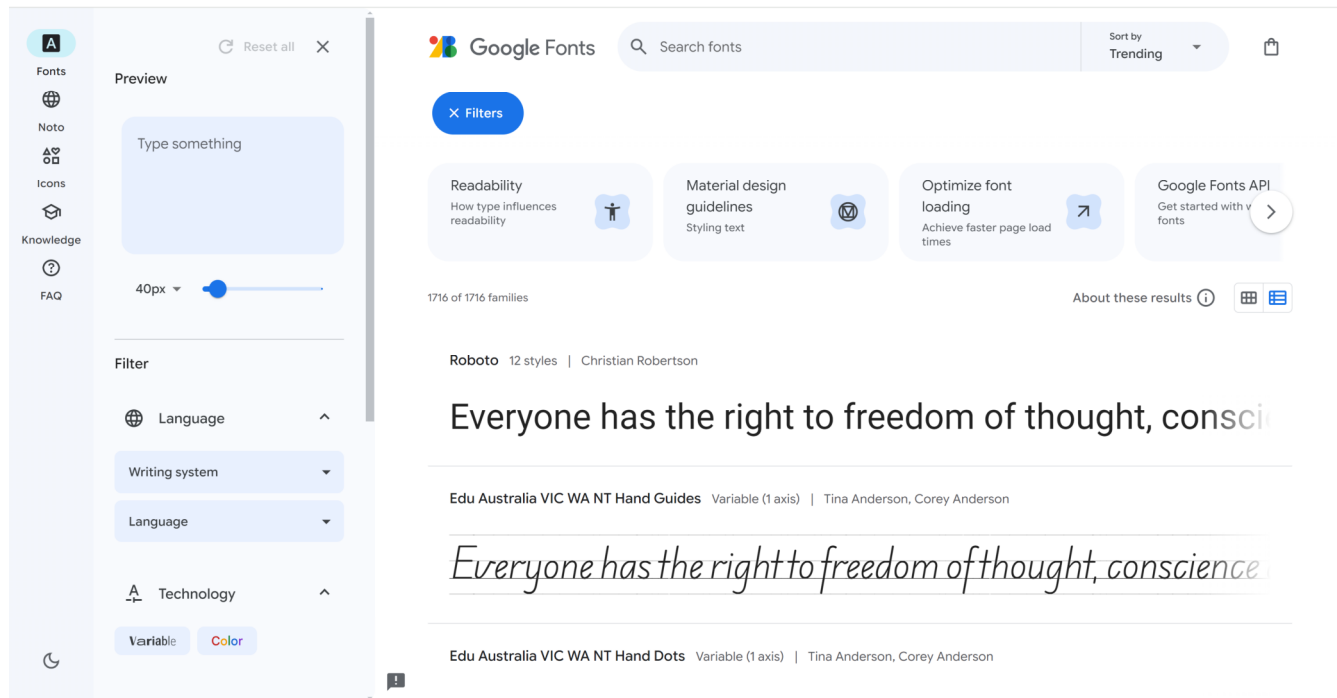 Fonts
Noto
Icons
Knowledge
FAQ
Reset all
Preview
Type something
40px
Filter
Language
Writing system
Language
Technology
Variable
Color
Google Fonts
Search fonts
Sort by
Trending
Filters
Readability
How type influences
readability
Material design
guidelines
Styling text
Optimize font
loading
Achieve faster page load
times
Google Fonts API
Get started with
fonts
1716 of 1716 families
About these results
Roboto 12 styles | Christian Robertson
Everyone has the right to freedom of thought, consci
Edu Australia VIC WA NT Hand Guides Variable (1 axis) | Tina Anderson, Corey Anderson
Everyone has the right to freedom of thought, conscience
Edu Australia VIC WA NT Hand Dots Variable (1 axis) | Tina Anderson, Corey Anderson